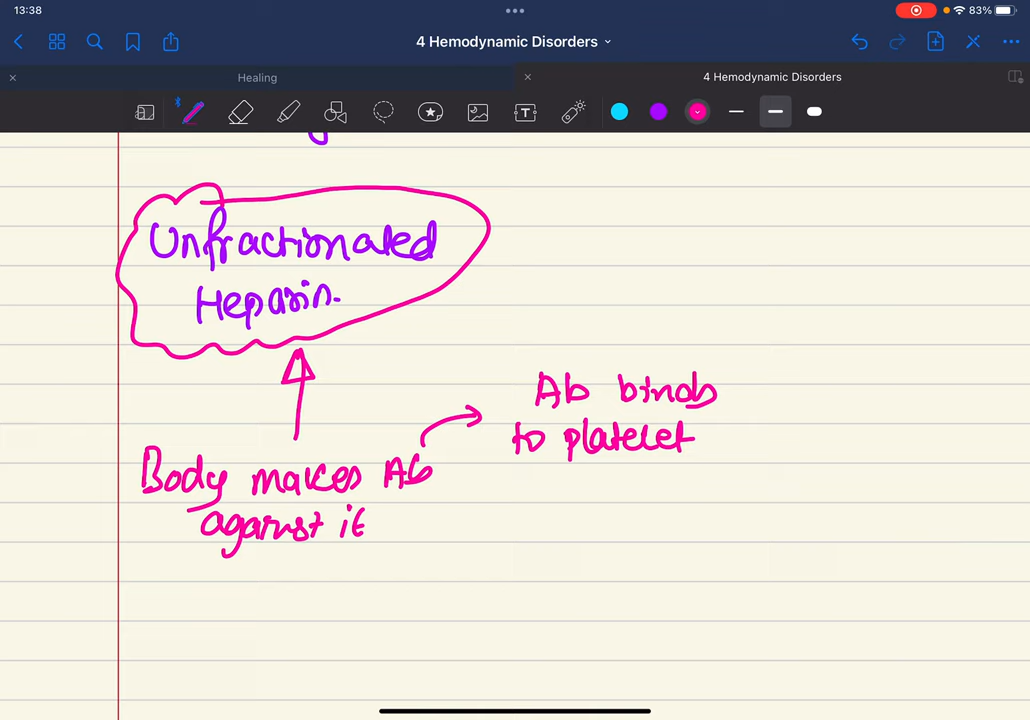 13:38
83%
4 Hemodynamic Disorders
Healing
4 Hemodynamic Disorders
Unfractionated
Heparin.
Ab binds
to platelet
Body makes Ab
against it